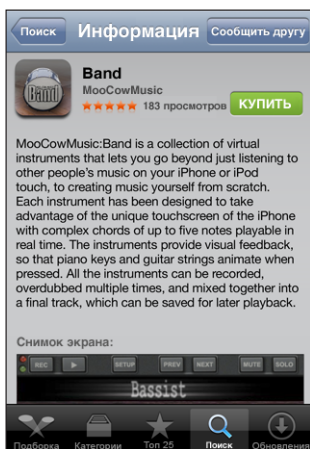 Поиск Информация Сообщить другу
Band
MooCowMusic
183 просмотров КУПИТЬ
MooCowMusic:Band is a collection of virtual
instruments that lets you go beyond just listening to
other people's music on your iPhone or iPod
touch, to creating music yourself from scratch.
Each instrument has been designed to take
advantage of the unique touchscreen of the iPhone
with complex chords of up to five notes playable in
real time. The instruments provide visual feedback,
so that piano keys and guitar strings animate when
pressed. All the instruments can be recorded,
overdubbed multiple times, and mixed together into
a final track, which can be saved for later playback.
Снимок экрана:
REC SETUP PREV NEXT MUTE SOLO
Bassist
Подборка Категории Топ 25 Поиск Обновления